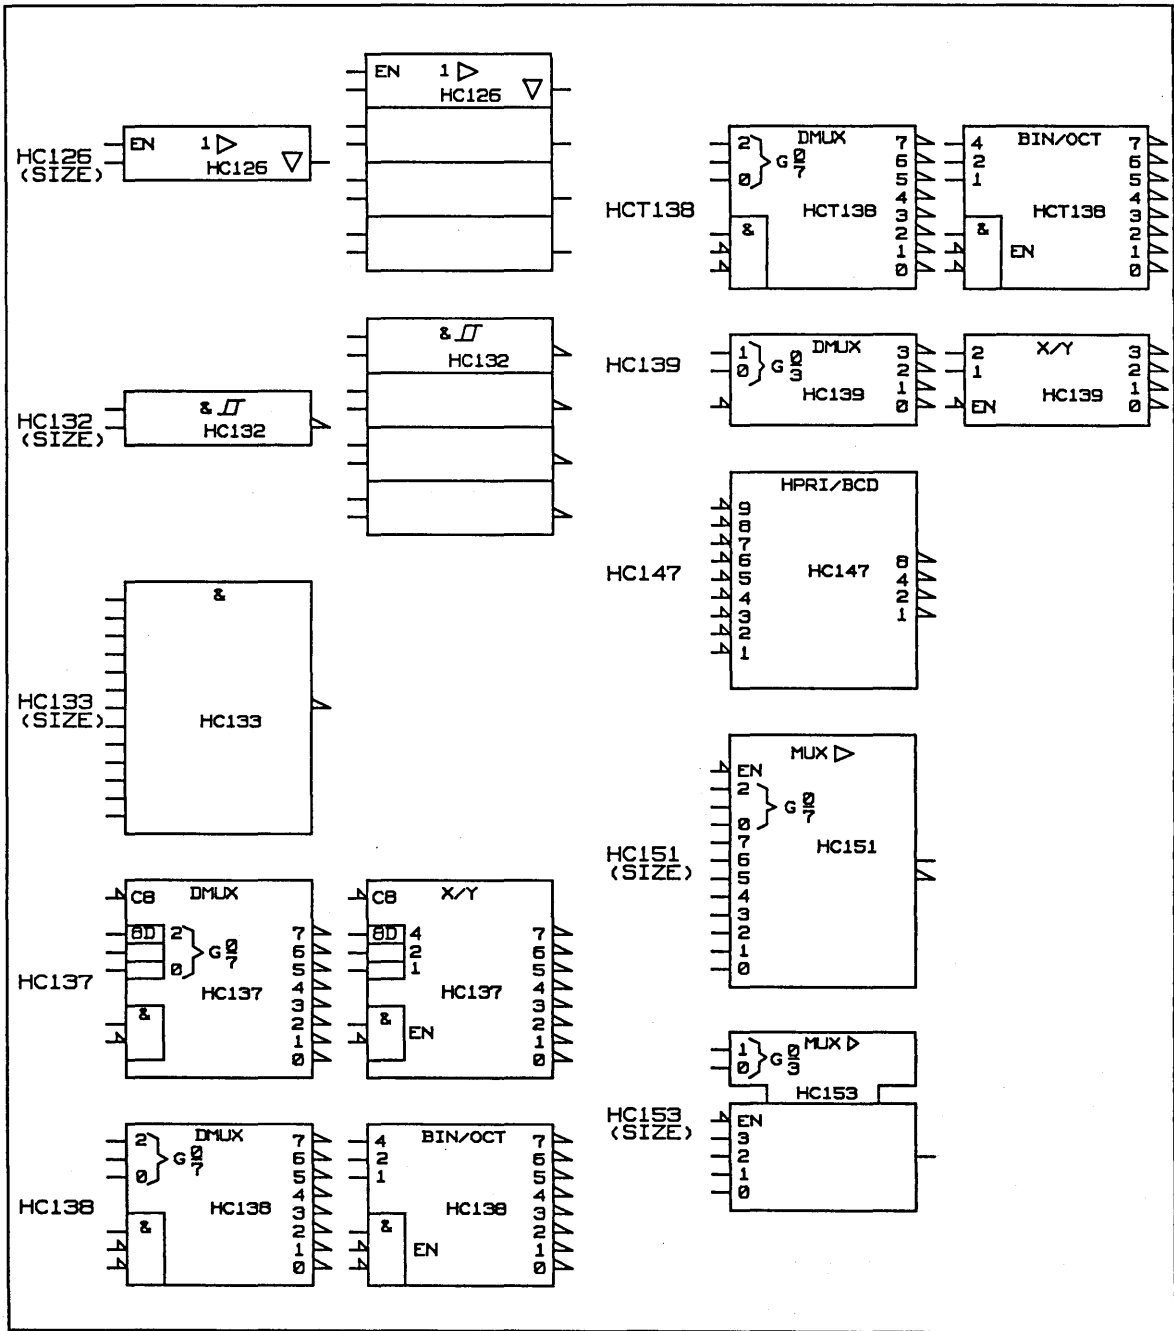 HC126
(SIZE)
EN 1
HC126
EN 1
HC126
HC132
(SIZE)
&
HC132
&
HC132
HC133
(SIZE)
&
HC133
HC137
C8 DMUX
8D 2 7
G 0/7 6
0 5
HC137 4
3
& 2
1
0
C8 X/Y
8D 4 7
2 6
1 5
HC137 4
3
& 2
EN 1
0
HC138
2 DMUX 7
G 0/7 6
0 5
4
HC138 3
& 2
1
0
4 BIN/OCT 7
2 6
1 5
4
HC138 3
& 2
EN 1
0
HCT138
2 DMUX 7
G 0/7 6
0 5
4
HCT138 3
& 2
1
0
4 BIN/OCT 7
2 6
1 5
4
HCT138 3
& 2
EN 1
0
HC139
1 DMUX 3
0 G 0/3 2
HC139 1
0
2 X/Y 3
1 2
HC139 1
EN 0
HC147
HPRI/BCD
9
8
7
6 8
5 HC147 4
4 2
3 1
2
1
HC151
(SIZE)
MUX
EN
2
G 0/7
0
7 HC151
6
5
4
3
2
1
0
HC153
(SIZE)
1 MUX
0 G 0/3
HC153
EN
3
2
1
0